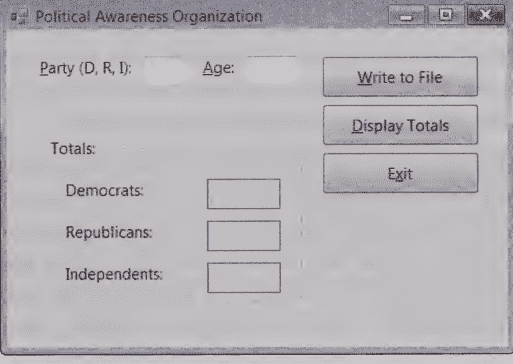 Political Awareness Organization
Party (D, R, I): Age:
Write to File
Display Totals
Totals:
Exit
Democrats:
Republicans:
Independents: